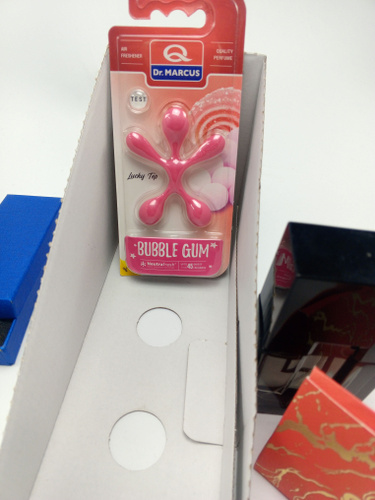 AIR FRESHENER
QUALITY PERFUME
Dr. MARCUS
TEST
Lucky Top
BUBBLE GUM